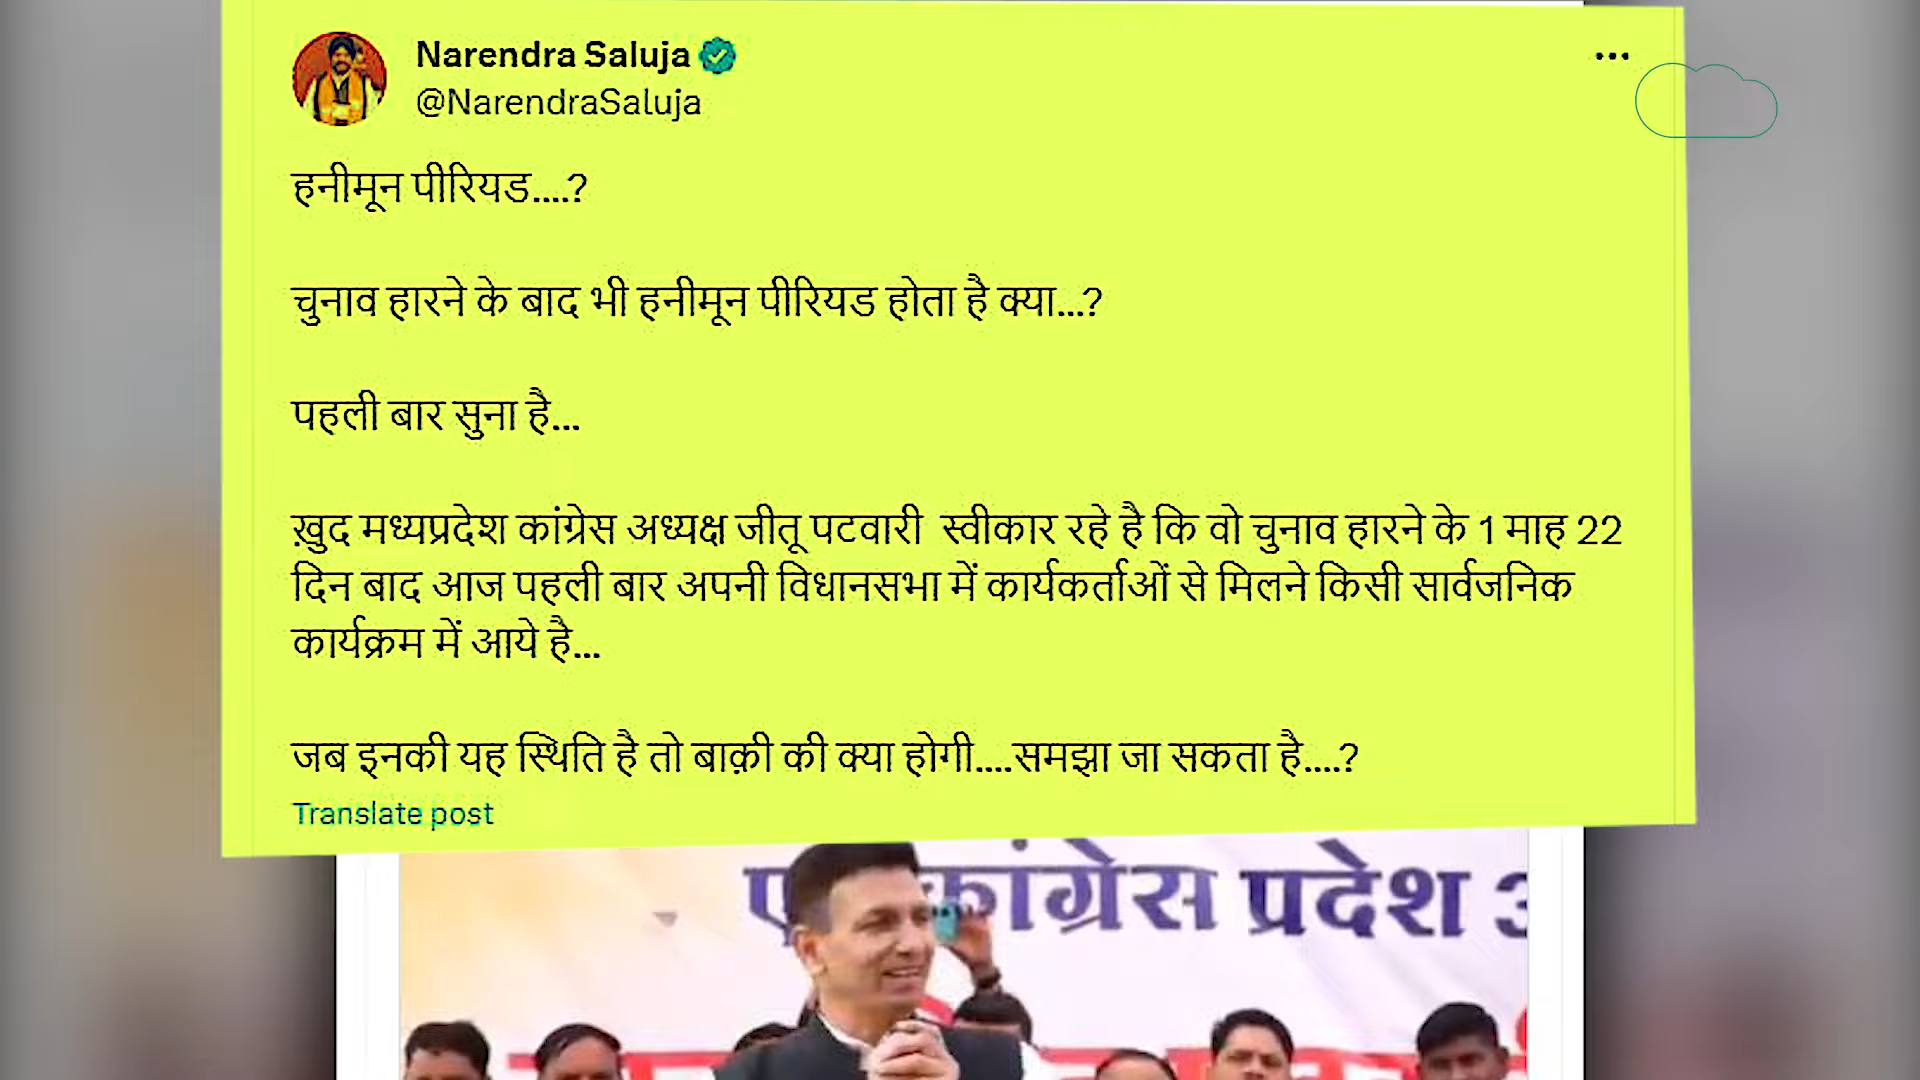 Narendra Saluja
@NarendraSaluja
हनीमून पीरियड....?
चुनाव हारने के बाद भी हनीमून पीरियड होता है क्या...?
पहली बार सुना है...
ख़ुद मध्यप्रदेश कांग्रेस अध्यक्ष जीतू पटवारी स्वीकार रहे है कि वो चुनाव हारने के 1 माह 22
दिन बाद आज पहली बार अपनी विधानसभा में कार्यकर्ताओं से मिलने किसी सार्वजनिक
कार्यक्रम में आये है...
जब इनकी यह स्थिति है तो बाक़ी की क्या होगी....समझा जा सकता है....?
Translate post
कांग्रेस प्रदेश